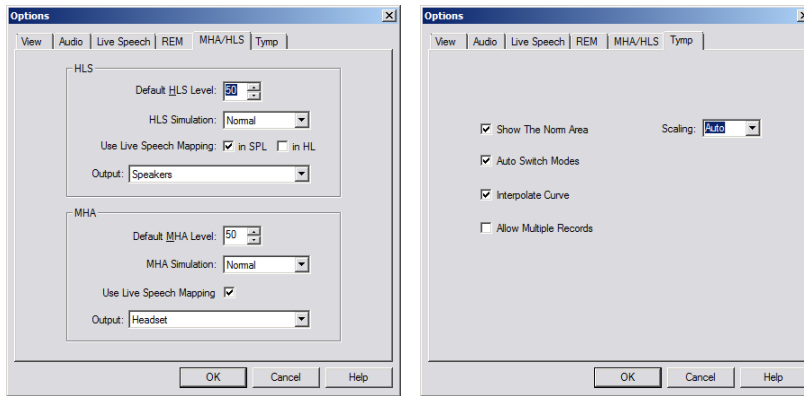 Options
View Audio Live Speech REM MHA/HLS Tymp
HLS
Default HLS Level: 50
HLS Simulation: Normal
Use Live Speech Mapping: in SPL in HL
Output: Speakers
MHA
Default MHA Level: 50
MHA Simulation: Normal
Use Live Speech Mapping
Output: Headset
OK Cancel Help
Options
View Audio Live Speech REM MHA/HLS Tymp
Show The Norm Area Scaling: Auto
Auto Switch Modes
Interpolate Curve
Allow Multiple Records
OK Cancel Help